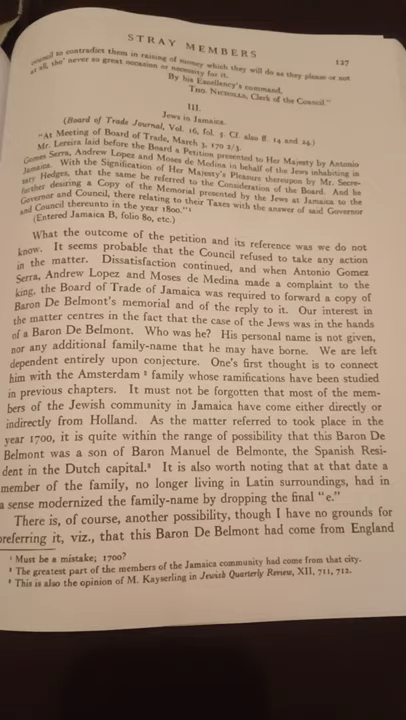 STRAY MEMBERS 127
council to contradict them in raising of money which they will do as they please or not
at all, tho' never so great occasion or necessity for it.
By his Excellency's command,
Tho. Nicholls, Clerk of the Council."
III.
Jews in Jamaica.
(Board of Trade Journal, Vol. 16, fol. 5. Cf. also ff. 14 and 24.)
"At Meeting of Board of Trade, March 3, 170 2/3.
Mr. Lereira laid before the Board a Petition presented to Her Majesty by Antonio
Gomes Serra, Andrew Lopez and Moses de Medina in behalf of the Jews inhabiting in
Jamaica. With the Signification of Her Majesty's Pleasure thereupon by Mr. Secre-
tary Hedges, that the same be referred to the Consideration of the Board. And he
further desiring a Copy of the Memorial presented by the Jews at Jamaica to the
Governor and Council, there relating to their Taxes with the answer of said Governor
and Council thereunto in the year 1800."¹
(Entered Jamaica B, folio 80, etc.)
What the outcome of the petition and its reference was we do not
know. It seems probable that the Council refused to take any action
in the matter. Dissatisfaction continued, and when Antonio Gomez
Serra, Andrew Lopez and Moses de Medina made a complaint to the
king, the Board of Trade of Jamaica was required to forward a copy of
Baron De Belmont's memorial and of the reply to it. Our interest in
the matter centres in the fact that the case of the Jews was in the hands
of a Baron De Belmont. Who was he? His personal name is not given,
nor any additional family-name that he may have borne. We are left
dependent entirely upon conjecture. One's first thought is to connect
him with the Amsterdam ² family whose ramifications have been studied
in previous chapters. It must not be forgotten that most of the mem-
bers of the Jewish community in Jamaica have come either directly or
indirectly from Holland. As the matter referred to took place in the
year 1700, it is quite within the range of possibility that this Baron De
Belmont was a son of Baron Manuel de Belmonte, the Spanish Resi-
dent in the Dutch capital.³ It is also worth noting that at that date a
member of the family, no longer living in Latin surroundings, had in
a sense modernized the family-name by dropping the final "e."
There is, of course, another possibility, though I have no grounds for
preferring it, viz., that this Baron De Belmont had come from England
¹ Must be a mistake; 1700?
² The greatest part of the members of the Jamaica community had come from that city.
³ This is also the opinion of M. Kayserling in Jewish Quarterly Review, XII, 711, 712.